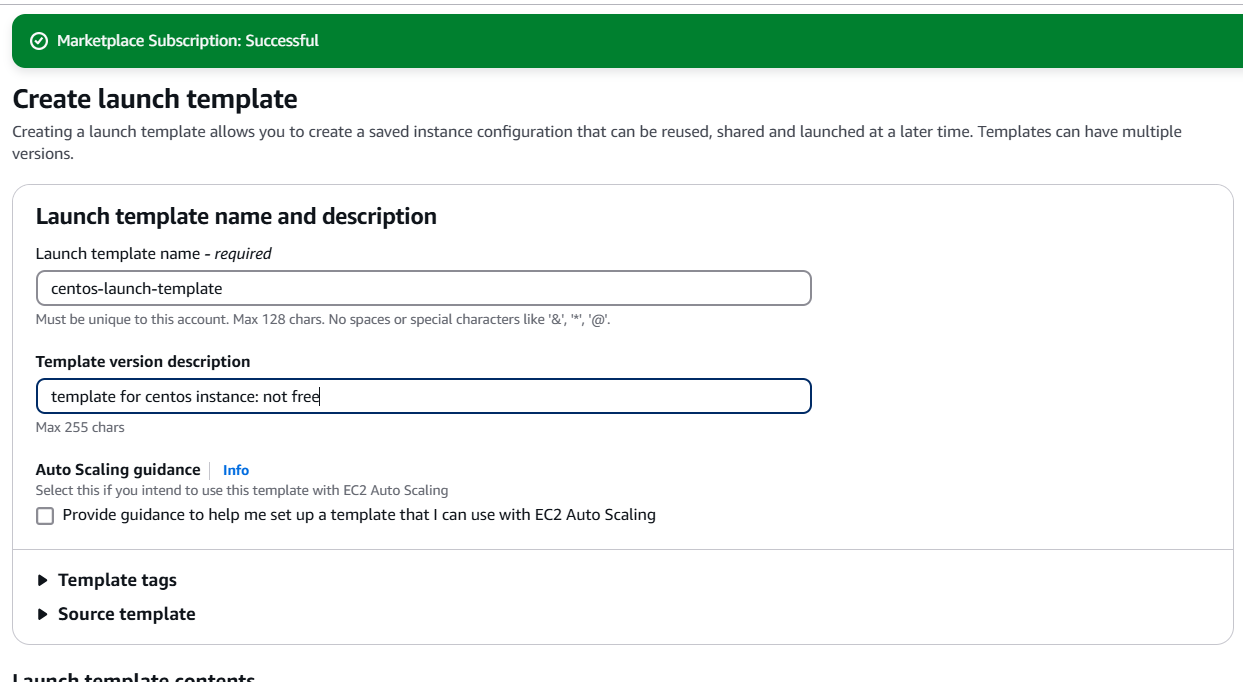 Marketplace Subscription: Successful
Create launch template
Creating a launch template allows you to create a saved instance configuration that can be reused, shared and launched at a later time. Templates can have multiple
versions.
Launch template name and description
Launch template name - required
centos-launch-template
Must be unique to this account. Max 128 chars. No spaces or special characters like '&', '*', '@'.
Template version description
template for centos instance: not free
Max 255 chars
Auto Scaling guidance Info
Select this if you intend to use this template with EC2 Auto Scaling
Provide guidance to help me set up a template that I can use with EC2 Auto Scaling
Template tags
Source template
Launch template contents